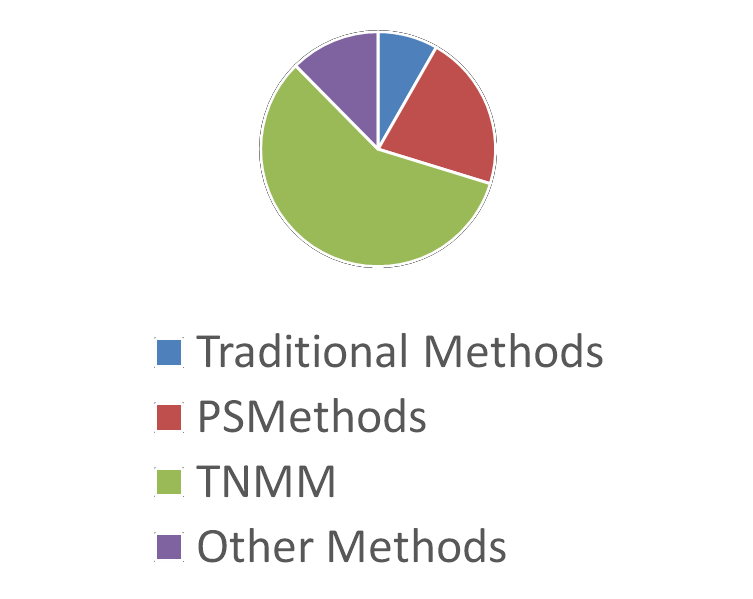 Traditional Methods
PSMethods
TNMM
Other Methods